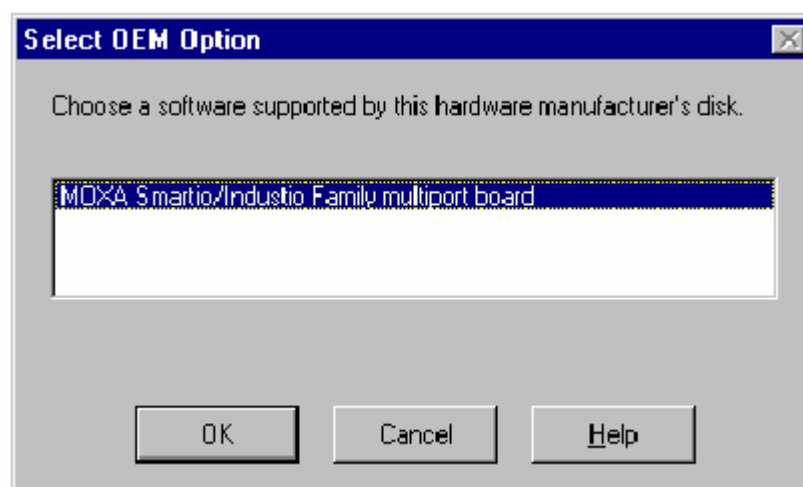 Select OEM Option
Choose a software supported by this hardware manufacturer's disk.
MOXA Smartio/Industio Family multiport board
OK
Cancel
Help